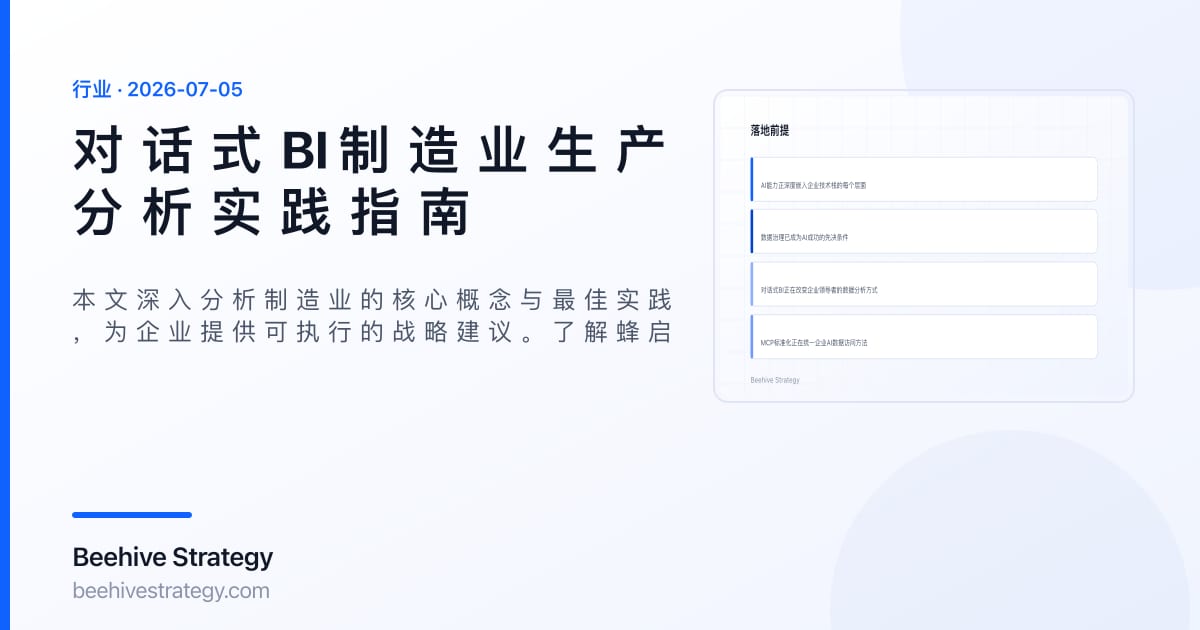 行业 · 2026-07-05
对话式BI制造业生产
分析实践指南
本文深入分析制造业的核心概念与最佳实践
，为企业提供可执行的战略建议。了解蜂启
Beehive Strategy
beehivestrategy.com
落地前提
AI能力正深度嵌入企业技术栈的每个层面
数据治理已成为AI成功的先决条件
对话式BI正在改变企业领导者的数据分析方式
MCP标准化正在统一企业AI数据访问方法
Beehive Strategy